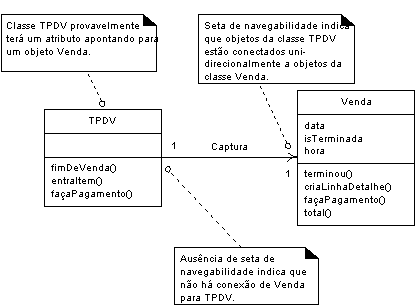 Classe TPDV provavelmente
terá um atributo apontando para
um objeto Venda.
Seta de navegabilidade indica
que objetos da classe TPDV
estão conectados uni-
direcionalmente a objetos da
classe Venda.
TPDV
fimDeVenda()
entraItem()
façaPagamento()
1
Captura
1
Venda
data
isTerminada
hora
terminou()
criaLinhaDetalhe()
façaPagamento()
total()
Ausência de seta de
navegabilidade indica que
não há conexão de Venda
para TPDV.